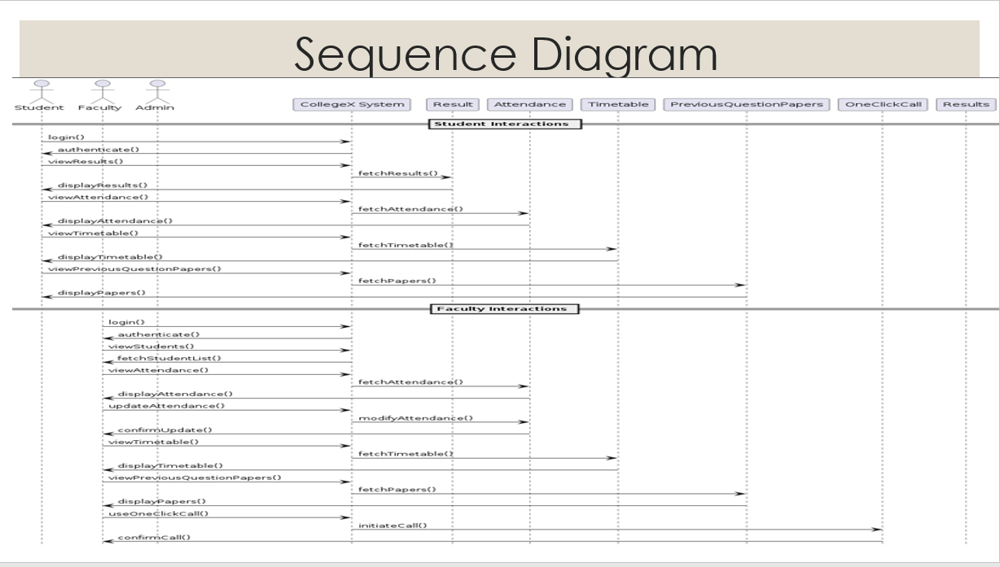 Sequence Diagram
Student Faculty Admin CollegeX System Result Attendance Timetable PreviousQuestionPapers OneClickCall Results
Student Interactions
login()
authenticate()
viewResults()
fetchResults()
displayResults()
viewAttendance()
fetchAttendance()
displayAttendance()
viewTimetable()
fetchTimetable()
displayTimetable()
viewPreviousQuestionPapers()
fetchPapers()
displayPapers()
Faculty Interactions
login()
authenticate()
viewStudents()
fetchStudentList()
viewAttendance()
fetchAttendance()
displayAttendance()
updateAttendance()
modifyAttendance()
confirmUpdate()
viewTimetable()
fetchTimetable()
displayTimetable()
viewPreviousQuestionPapers()
fetchPapers()
displayPapers()
useOneClickCall()
initiateCall()
confirmCall()